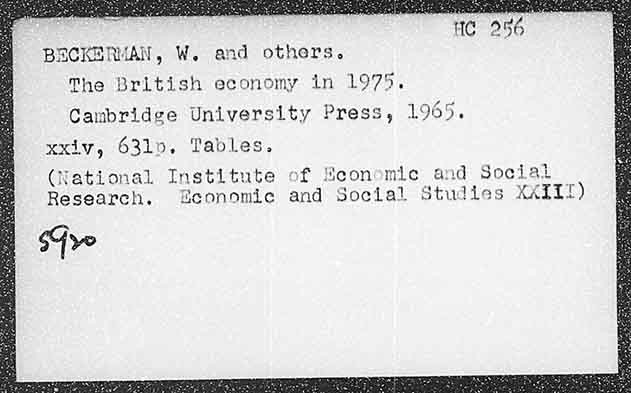 HC 256
BECKERMAN, W. and others.
The British economy in 1975.
Cambridge University Press, 1965.
xxiv, 631p. Tables.
(National Institute of Economic and Social
Research. Economic and Social Studies XXIII)
5920